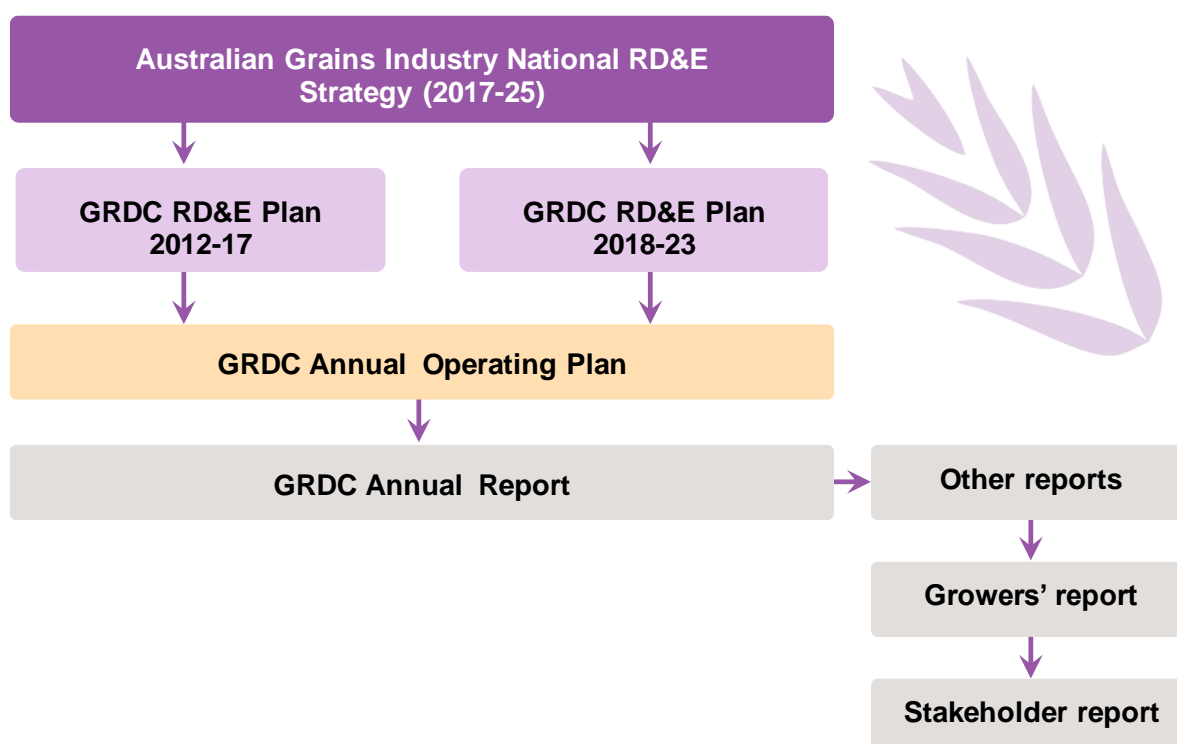 Australian Grains Industry National RD&E
Strategy (2017-25)
GRDC RD&E Plan
2012-17
GRDC RD&E Plan
2018-23
GRDC Annual Operating Plan
GRDC Annual Report
Other reports
Growers’ report
Stakeholder report